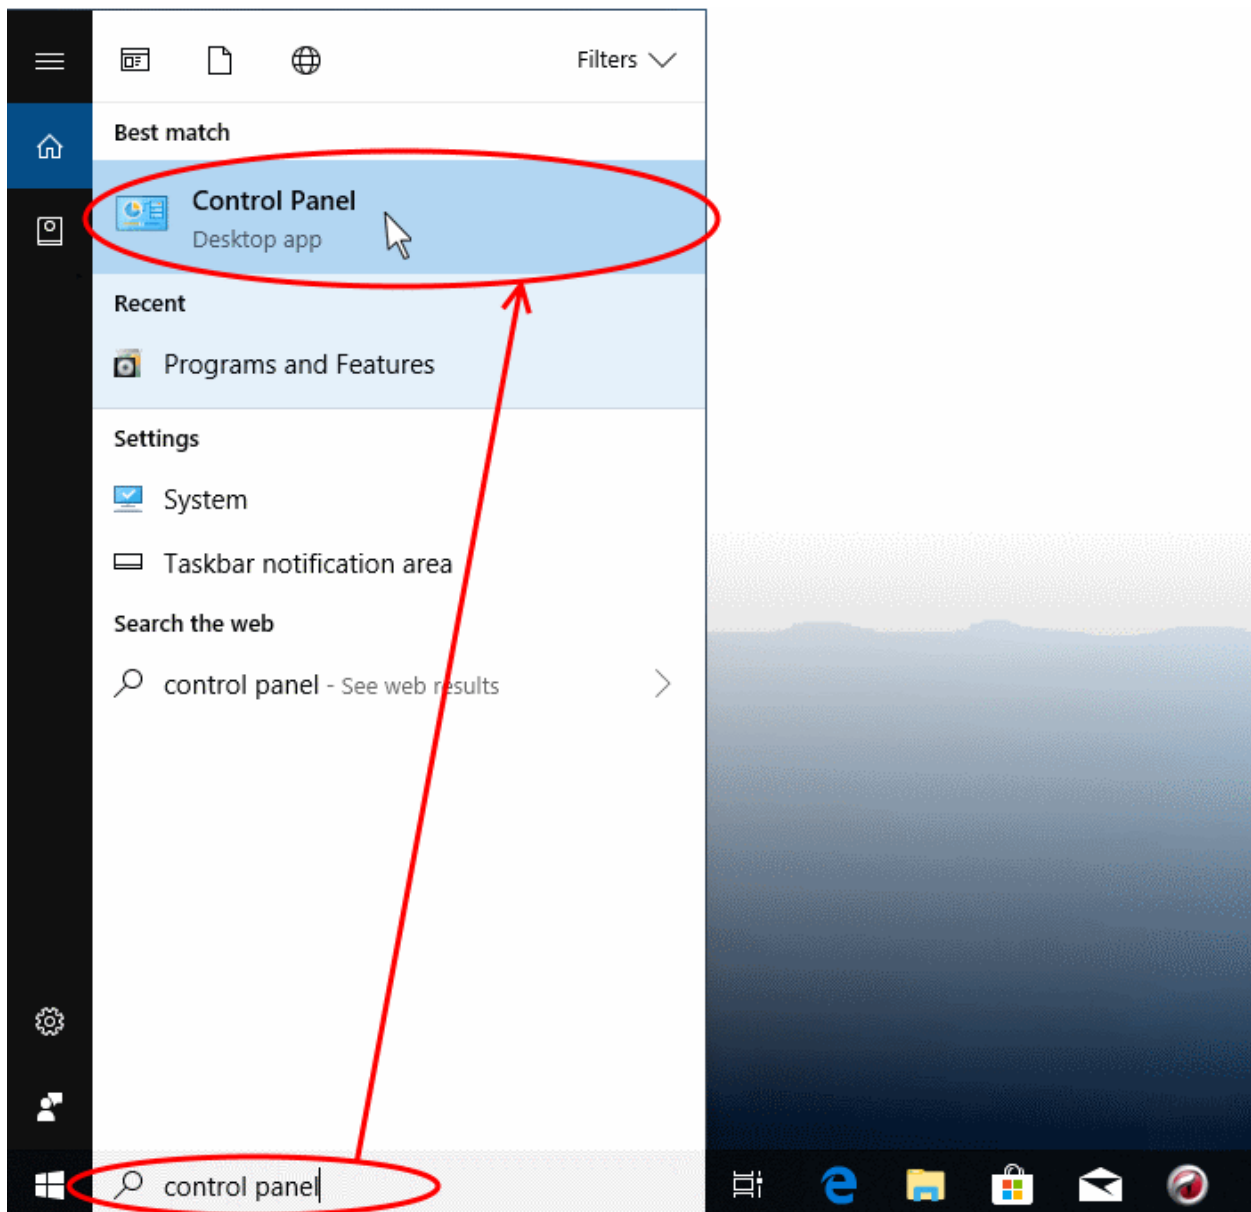 Filters
Best match
Control Panel
Desktop app
Recent
Programs and Features
Settings
System
Taskbar notification area
Search the web
control panel - See web results
control panel